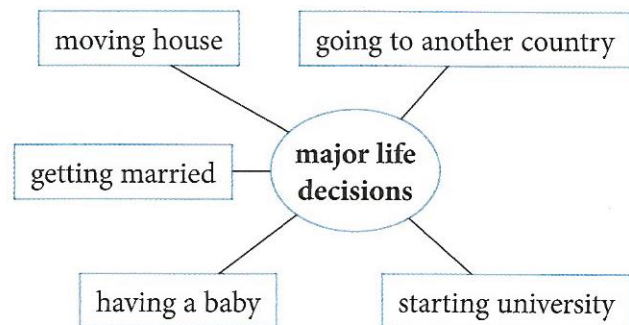 moving house
going to another country
major life
decisions
getting married
having a baby
starting university